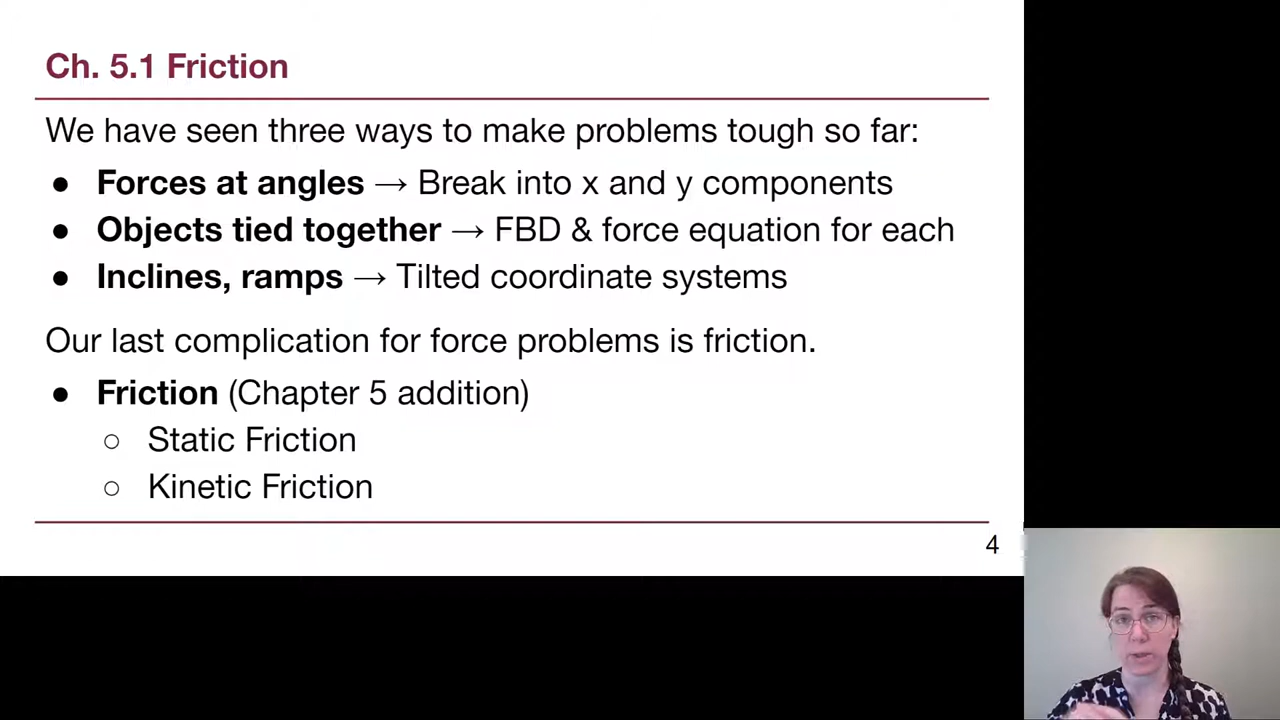 Ch. 5.1 Friction
We have seen three ways to make problems tough so far:
● Forces at angles → Break into x and y components
● Objects tied together → FBD & force equation for each
● Inclines, ramps → Tilted coordinate systems
Our last complication for force problems is friction.
● Friction (Chapter 5 addition)
○ Static Friction
○ Kinetic Friction
4